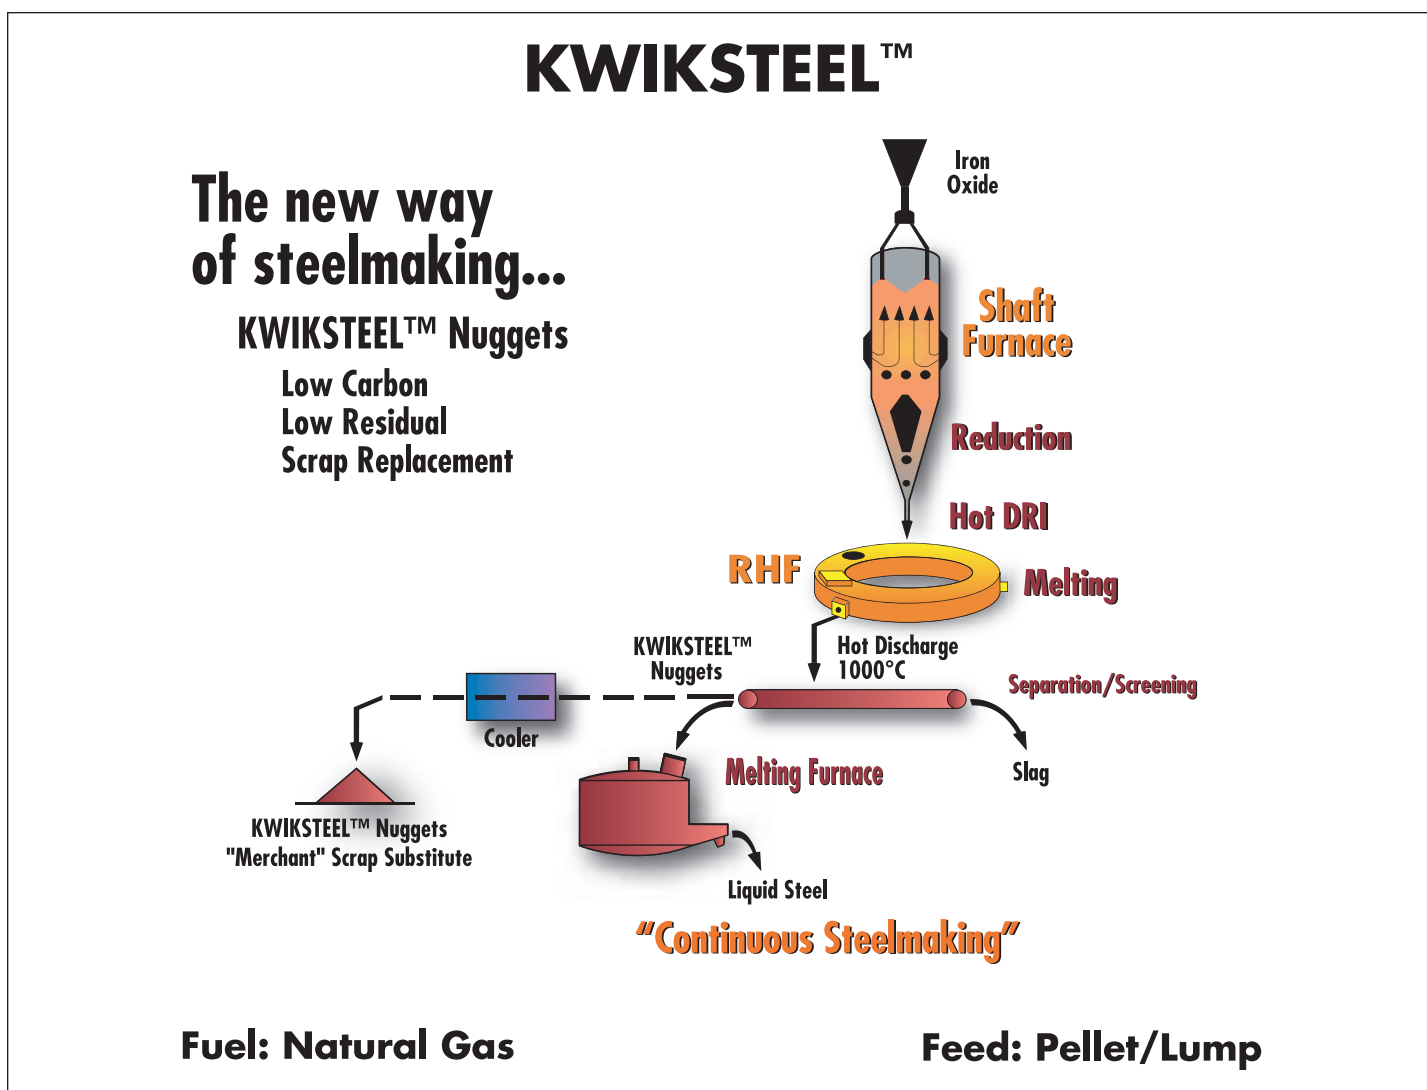 KWIKSTEEL™
The new way
of steelmaking...
KWIKSTEEL™ Nuggets
Low Carbon
Low Residual
Scrap Replacement
Iron
Oxide
Shaft
Furnace
Reduction
Hot DRI
RHF
Melting
KWIKSTEEL™
Nuggets
Hot Discharge
1000°C
Separation/Screening
Cooler
Melting Furnace
Slag
KWIKSTEEL™ Nuggets
"Merchant" Scrap Substitute
Liquid Steel
“Continuous Steelmaking”
Fuel: Natural Gas
Feed: Pellet/Lump